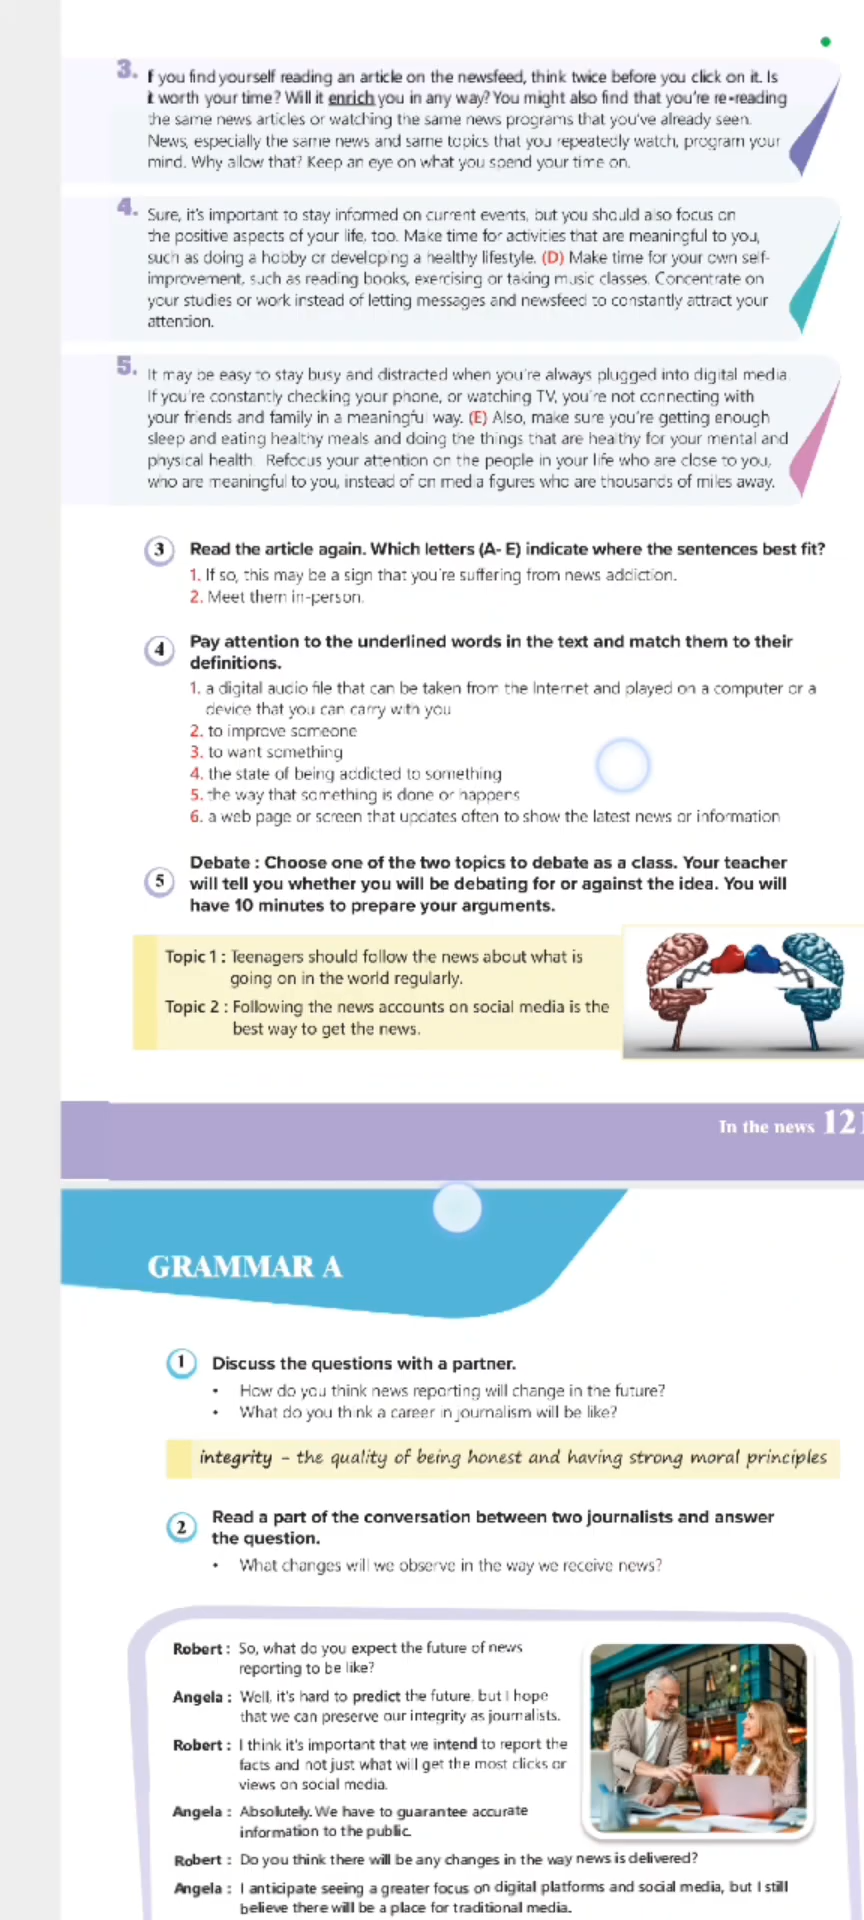 3. If you find yourself reading an article on the newsfeed, think twice before you click on it. Is
it worth your time? Will it enrich you in any way? You might also find that you're re-reading
the same news articles or watching the same news programs that you've already seen.
News, especially the same news and same topics that you repeatedly watch, program your
mind. Why allow that? Keep an eye on what you spend your time on.
4. Sure, it's important to stay informed on current events, but you should also focus on
the positive aspects of your life, too. Make time for activities that are meaningful to you,
such as doing a hobby or developing a healthy lifestyle. (D) Make time for your own self-
improvement, such as reading books, exercising or taking music classes. Concentrate on
your studies or work instead of letting messages and newsfeed to constantly attract your
attention.
5. It may be easy to stay busy and distracted when you're always plugged into digital media.
If you're constantly checking your phone, or watching TV, you're not connecting with
your friends and family in a meaningful way. (E) Also, make sure you're getting enough
sleep and eating healthy meals and doing the things that are healthy for your mental and
physical health. Refocus your attention on the people in your life who are close to you,
who are meaningful to you, instead of on media figures who are thousands of miles away.
3 Read the article again. Which letters (A- E) indicate where the sentences best fit?
1. If so, this may be a sign that you're suffering from news addiction.
2. Meet them in-person.
4 Pay attention to the underlined words in the text and match them to their
definitions.
1. a digital audio file that can be taken from the Internet and played on a computer or a
device that you can carry with you
2. to improve someone
3. to want something
4. the state of being addicted to something
5. the way that something is done or happens
6. a web page or screen that updates often to show the latest news or information
5 Debate : Choose one of the two topics to debate as a class. Your teacher
will tell you whether you will be debating for or against the idea. You will
have 10 minutes to prepare your arguments.
Topic 1 : Teenagers should follow the news about what is
going on in the world regularly.
Topic 2 : Following the news accounts on social media is the
best way to get the news.
In the news 121
GRAMMAR A
1 Discuss the questions with a partner.
• How do you think news reporting will change in the future?
• What do you think a career in journalism will be like?
integrity – the quality of being honest and having strong moral principles
2 Read a part of the conversation between two journalists and answer
the question.
• What changes will we observe in the way we receive news?
Robert : So, what do you expect the future of news
reporting to be like?
Angela : Well, it's hard to predict the future, but I hope
that we can preserve our integrity as journalists.
Robert : I think it's important that we intend to report the
facts and not just what will get the most clicks or
views on social media.
Angela : Absolutely. We have to guarantee accurate
information to the public.
Robert : Do you think there will be any changes in the way news is delivered?
Angela : I anticipate seeing a greater focus on digital platforms and social media, but I still
believe there will be a place for traditional media.